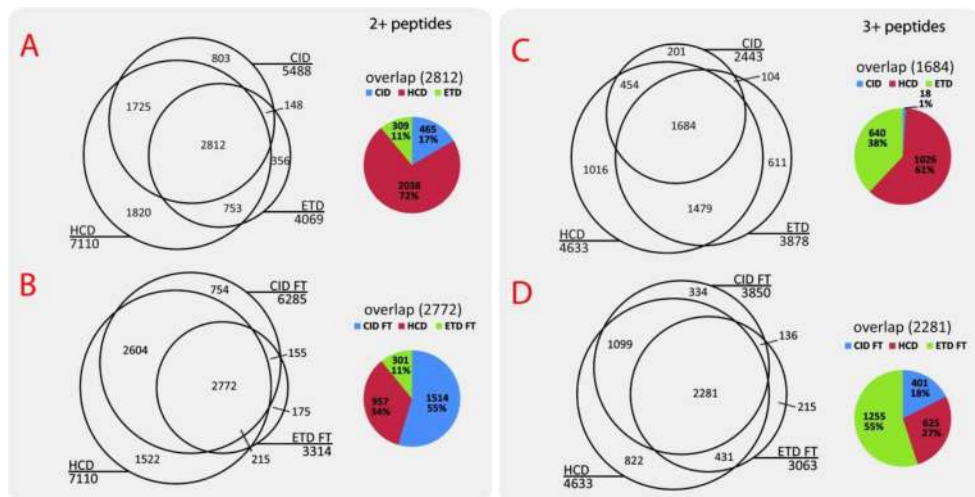 A
2+ peptides
803
CID
5488
1725
148
2812
356
1820
753
ETD
4069
HCD
7110
overlap (2812)
CID HCD ETD
309
11%
465
17%
2038
72%
B
754
CID FT
6285
2604
155
2772
175
1522
215
ETD FT
3314
HCD
7110
overlap (2772)
CID FT HCD ETD FT
301
11%
957
34%
1514
55%
C
3+ peptides
201
CID
2443
454
104
1684
1016
611
1479
HCD
4633
ETD
3878
overlap (1684)
CID HCD ETD
18
1%
640
38%
1026
61%
D
334
CID FT
3850
1099
136
2281
215
822
431
ETD FT
3063
HCD
4633
overlap (2281)
CID FT HCD ETD FT
401
18%
1255
55%
625
27%